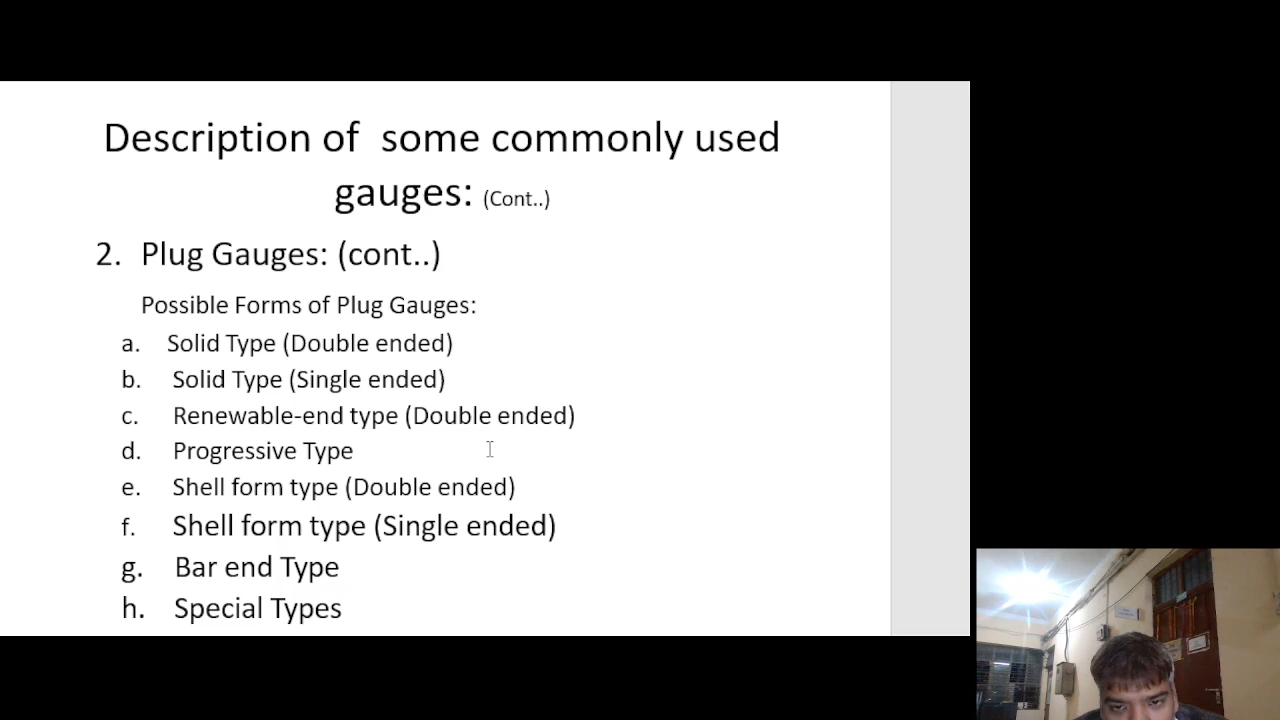 Description of some commonly used
gauges: (Cont..)
2. Plug Gauges: (cont..)
Possible Forms of Plug Gauges:
a. Solid Type (Double ended)
b. Solid Type (Single ended)
c. Renewable-end type (Double ended)
d. Progressive Type
e. Shell form type (Double ended)
f. Shell form type (Single ended)
g. Bar end Type
h. Special Types